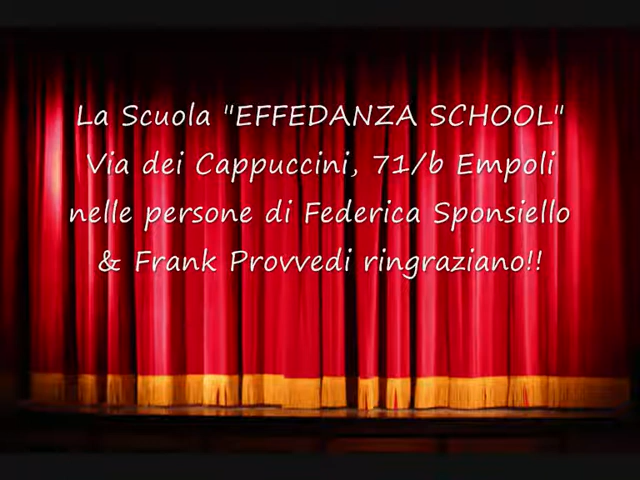 La Scuola "EFFEDANZA SCHOOL"
Via dei Cappuccini, 71/b Empoli
nelle persone di Federica Sponsiello
& Frank Provvedi ringraziano!!